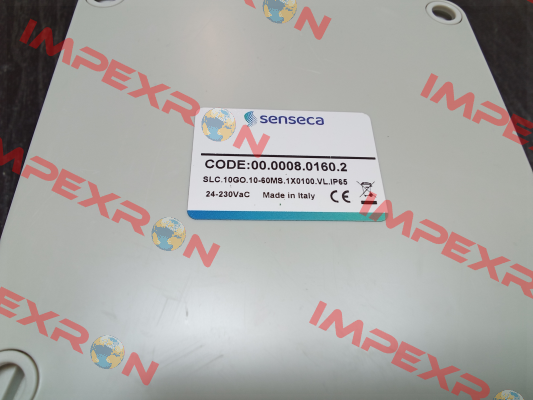 senseca
CODE:00.0008.0160.2
SLC.10GO.10-60MS.1X0100.VL.IP65
24-230VaC Made in Italy CE
IMPEXRON
IMPEXRON
IMPEXRON
IMPEXRON
IMPEXRON
IMPEXRON